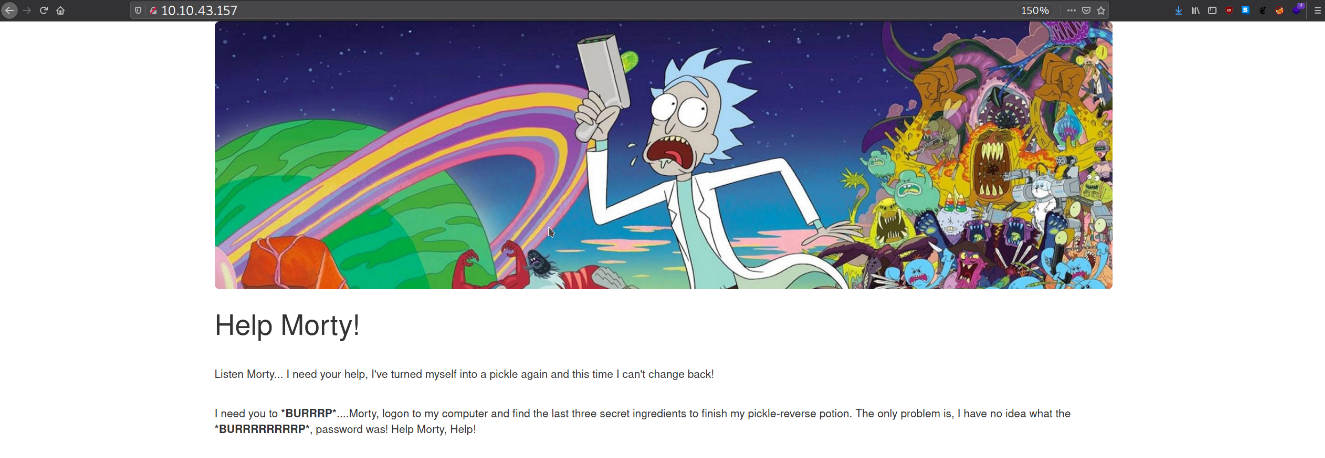 10.10.43.157
150%
Help Morty!
Listen Morty... I need your help, I've turned myself into a pickle again and this time I can't change back!
I need you to *BURRRP*....Morty, logon to my computer and find the last three secret ingredients to finish my pickle-reverse potion. The only problem is, I have no idea what the
*BURRRRRRRRP*, password was! Help Morty, Help!